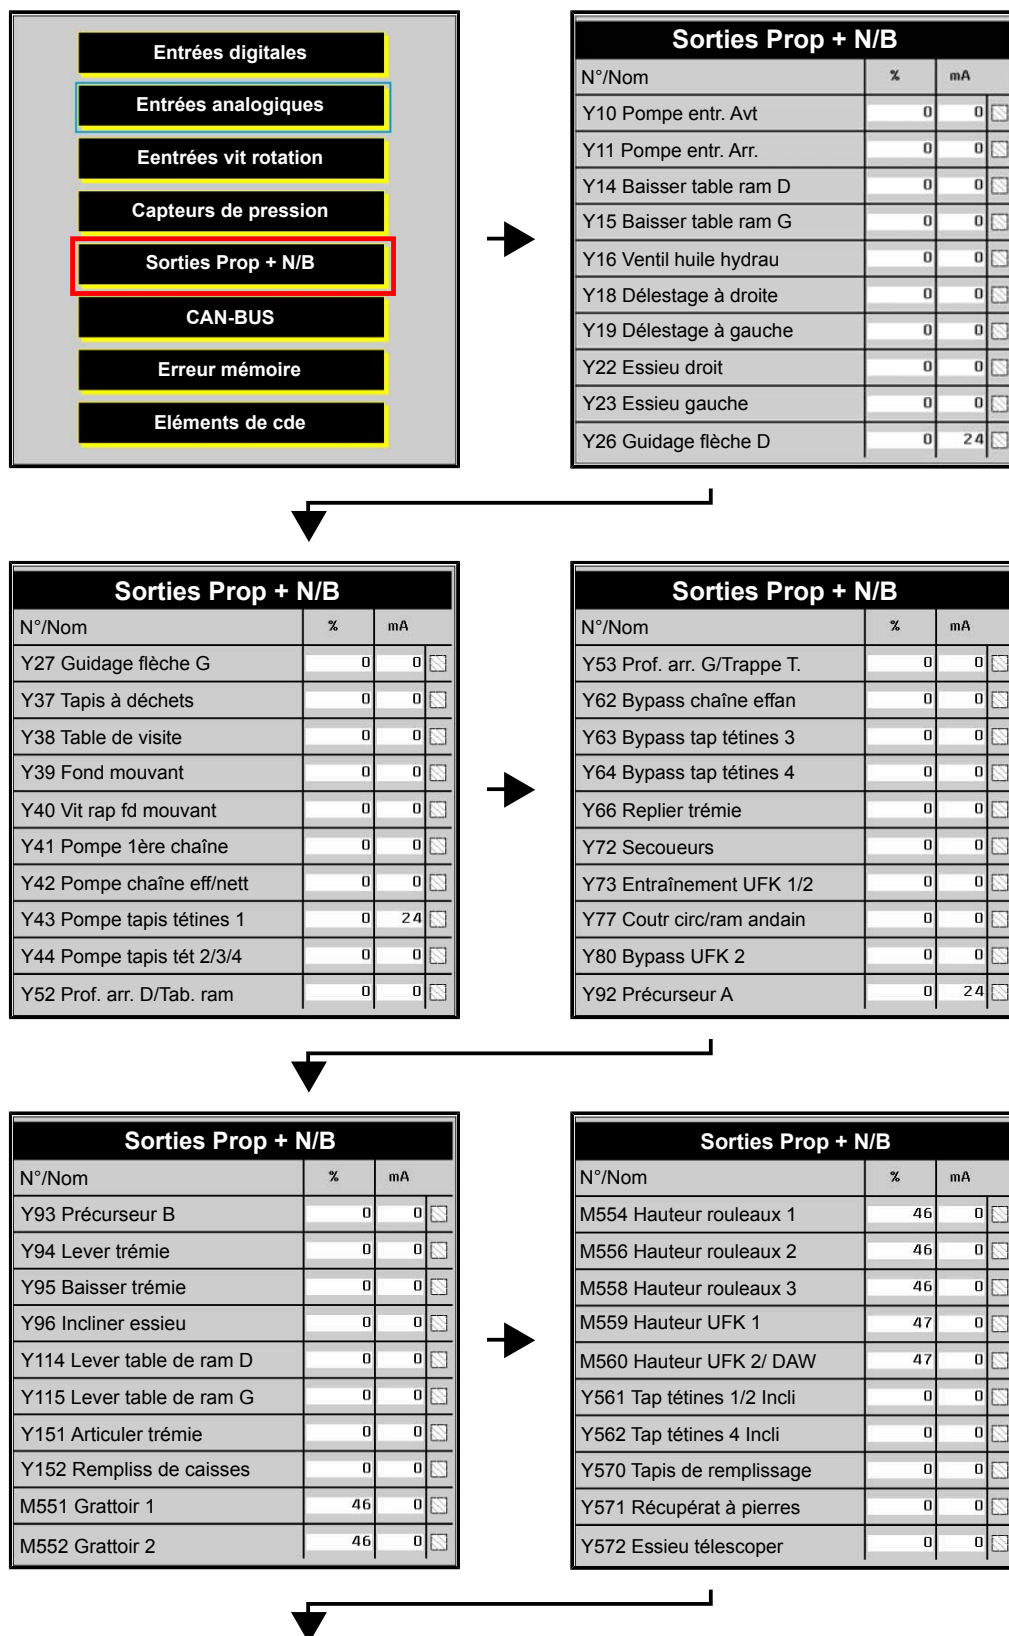 Entrées digitales
Entrées analogiques
Eentrées vit rotation
Capteurs de pression
Sorties Prop + N/B
CAN-BUS
Erreur mémoire
Eléments de cde
Sorties Prop + N/B
N°/Nom % mA
Y10 Pompe entr. Avt 0 0
Y11 Pompe entr. Arr. 0 0
Y14 Baisser table ram D 0 0
Y15 Baisser table ram G 0 0
Y16 Ventil huile hydrau 0 0
Y18 Délestage à droite 0 0
Y19 Délestage à gauche 0 0
Y22 Essieu droit 0 0
Y23 Essieu gauche 0 0
Y26 Guidage flèche D 0 24
Sorties Prop + N/B
N°/Nom % mA
Y27 Guidage flèche G 0 0
Y37 Tapis à déchets 0 0
Y38 Table de visite 0 0
Y39 Fond mouvant 0 0
Y40 Vit rap fd mouvant 0 0
Y41 Pompe 1ère chaîne 0 0
Y42 Pompe chaîne eff/nett 0 0
Y43 Pompe tapis tétines 1 0 24
Y44 Pompe tapis tét 2/3/4 0 0
Y52 Prof. arr. D/Tab. ram 0 0
Sorties Prop + N/B
N°/Nom % mA
Y53 Prof. arr. G/Trappe T. 0 0
Y62 Bypass chaîne effan 0 0
Y63 Bypass tap tétines 3 0 0
Y64 Bypass tap tétines 4 0 0
Y66 Replier trémie 0 0
Y72 Secoueurs 0 0
Y73 Entraînement UFK 1/2 0 0
Y77 Coutr circ/ram andain 0 0
Y80 Bypass UFK 2 0 0
Y92 Précurseur A 0 24
Sorties Prop + N/B
N°/Nom % mA
Y93 Précurseur B 0 0
Y94 Lever trémie 0 0
Y95 Baisser trémie 0 0
Y96 Incliner essieu 0 0
Y114 Lever table de ram D 0 0
Y115 Lever table de ram G 0 0
Y151 Articuler trémie 0 0
Y152 Rempliss de caisses 0 0
M551 Grattoir 1 46 0
M552 Grattoir 2 46 0
Sorties Prop + N/B
N°/Nom % mA
M554 Hauteur rouleaux 1 46 0
M556 Hauteur rouleaux 2 46 0
M558 Hauteur rouleaux 3 46 0
M559 Hauteur UFK 1 47 0
M560 Hauteur UFK 2/ DAW 47 0
Y561 Tap tétines 1/2 Incli 0 0
Y562 Tap tétines 4 Incli 0 0
Y570 Tapis de remplissage 0 0
Y571 Récupérat à pierres 0 0
Y572 Essieu télescoper 0 0